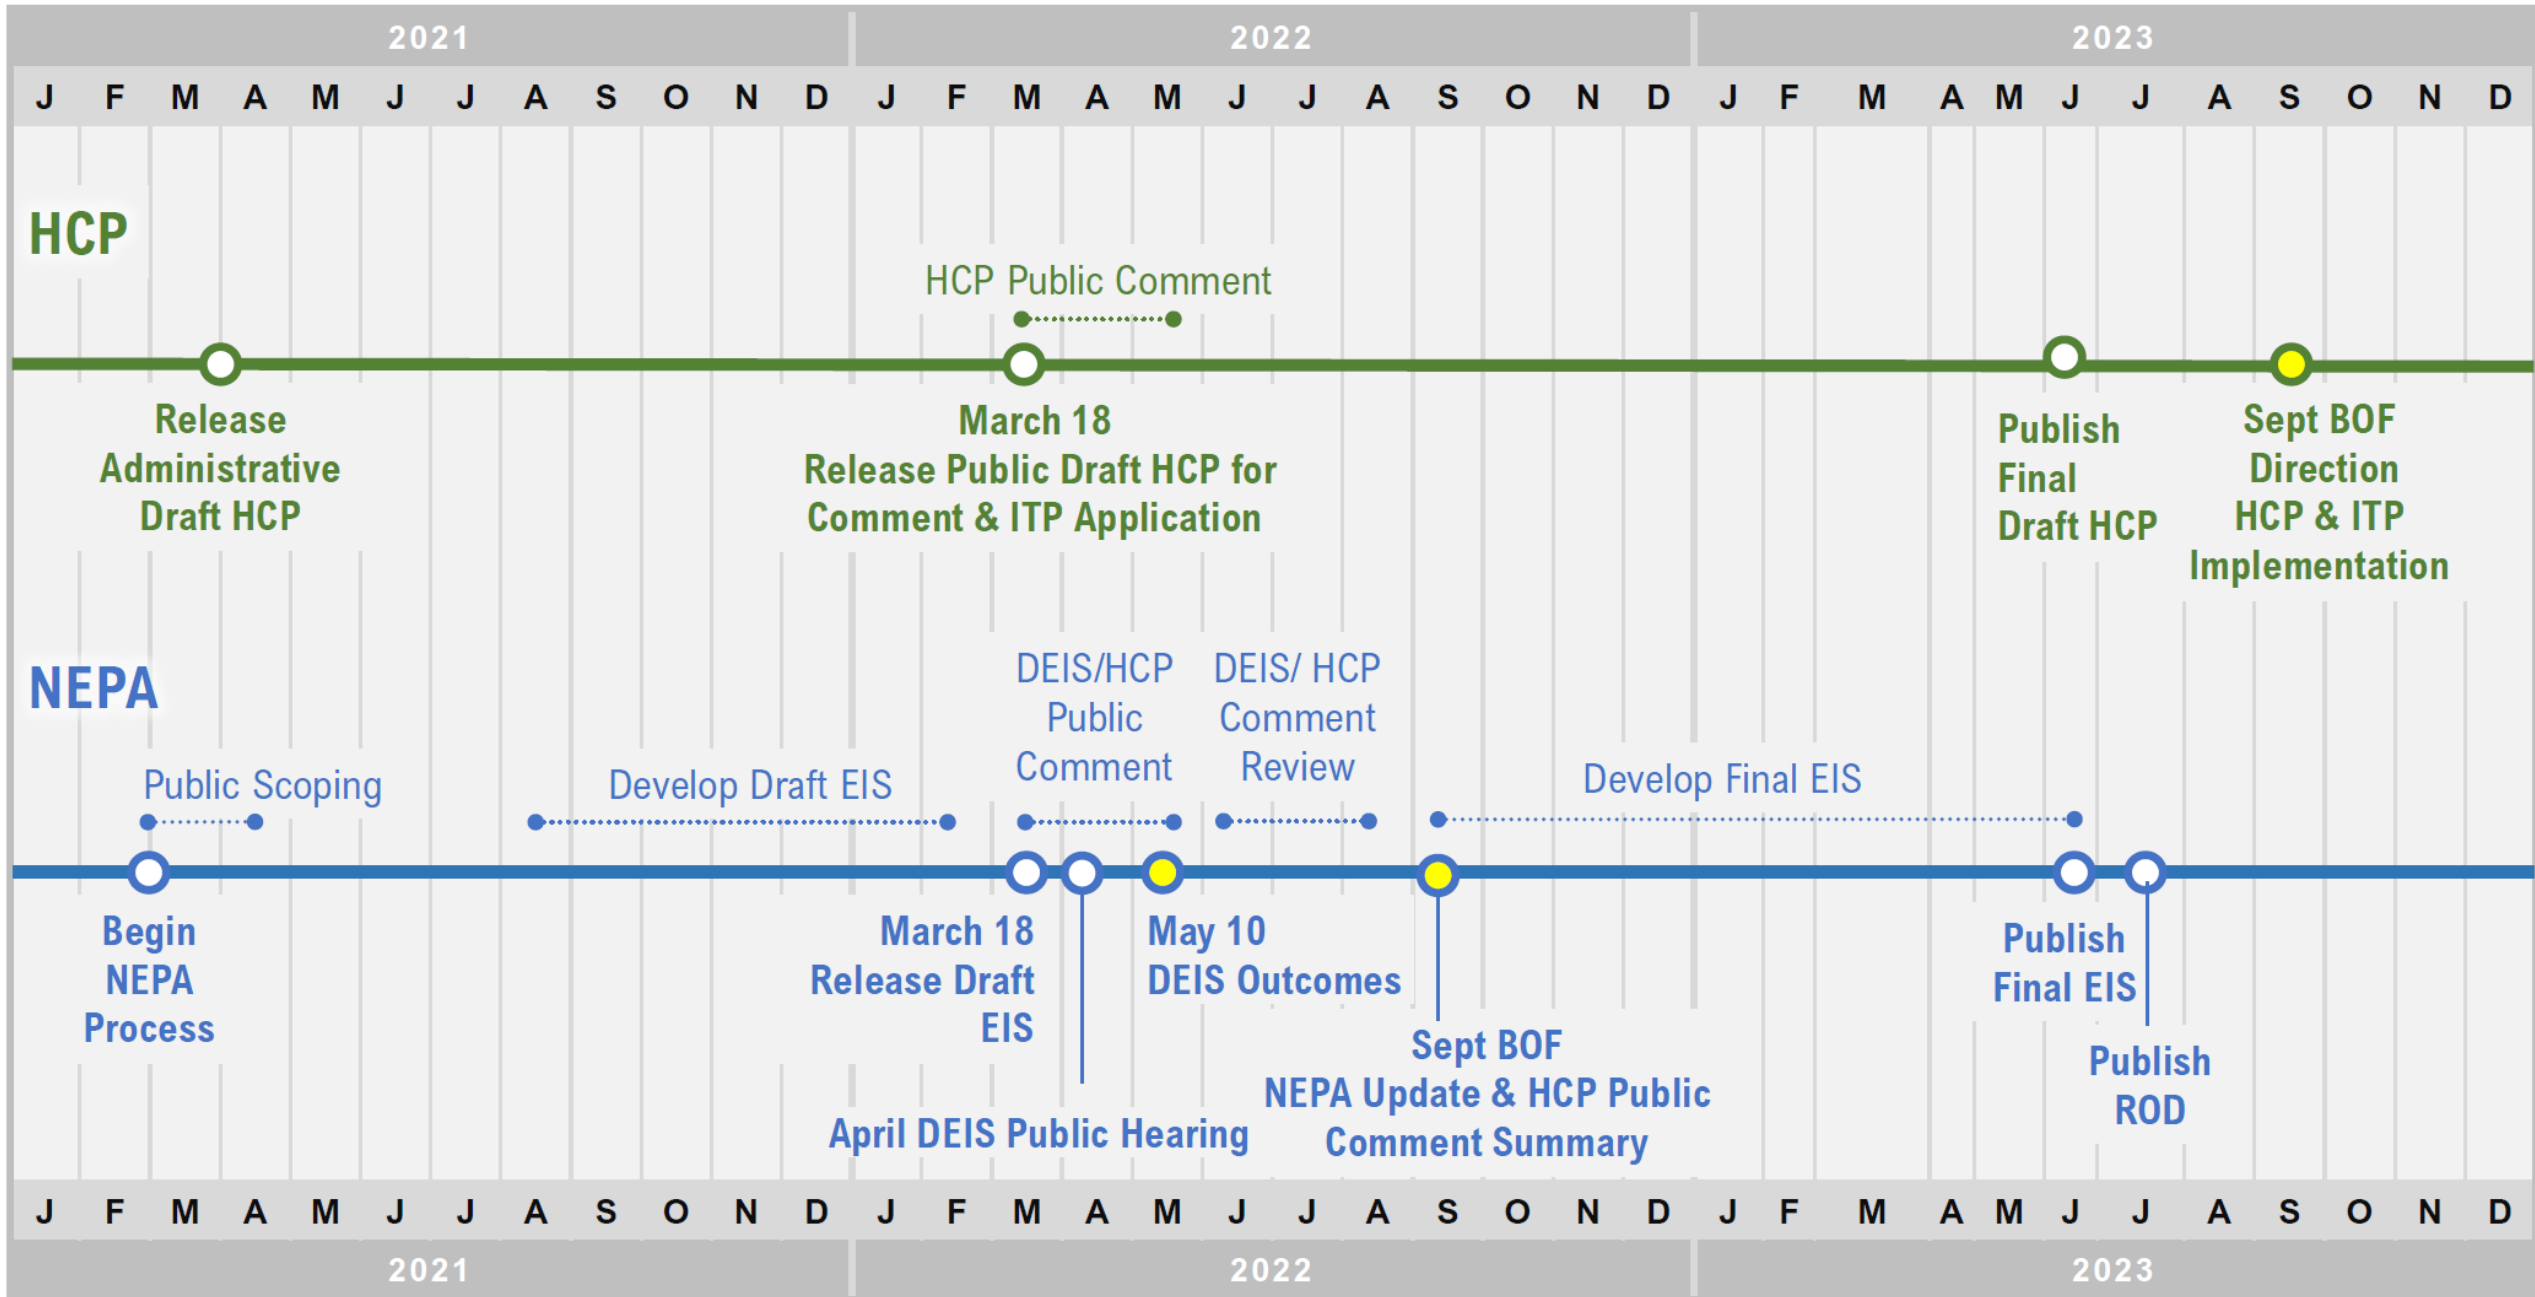 2021 2022 2023
J F M A M J J A S O N D J F M A M J J A S O N D J F M A M J J A S O N D
HCP
HCP Public Comment
Release
Administrative
Draft HCP
March 18
Release Public Draft HCP for
Comment & ITP Application
Publish
Final
Draft HCP
Sept BOF
Direction
HCP & ITP
Implementation
NEPA
Public Scoping
Develop Draft EIS
DEIS/HCP
Public
Comment
DEIS/ HCP
Comment
Review
Develop Final EIS
Begin
NEPA
Process
March 18
Release Draft
EIS
April DEIS Public Hearing
May 10
DEIS Outcomes
Sept BOF
NEPA Update & HCP Public
Comment Summary
Publish
Final EIS
Publish
ROD
J F M A M J J A S O N D J F M A M J J A S O N D J F M A M J J A S O N D
2021 2022 2023